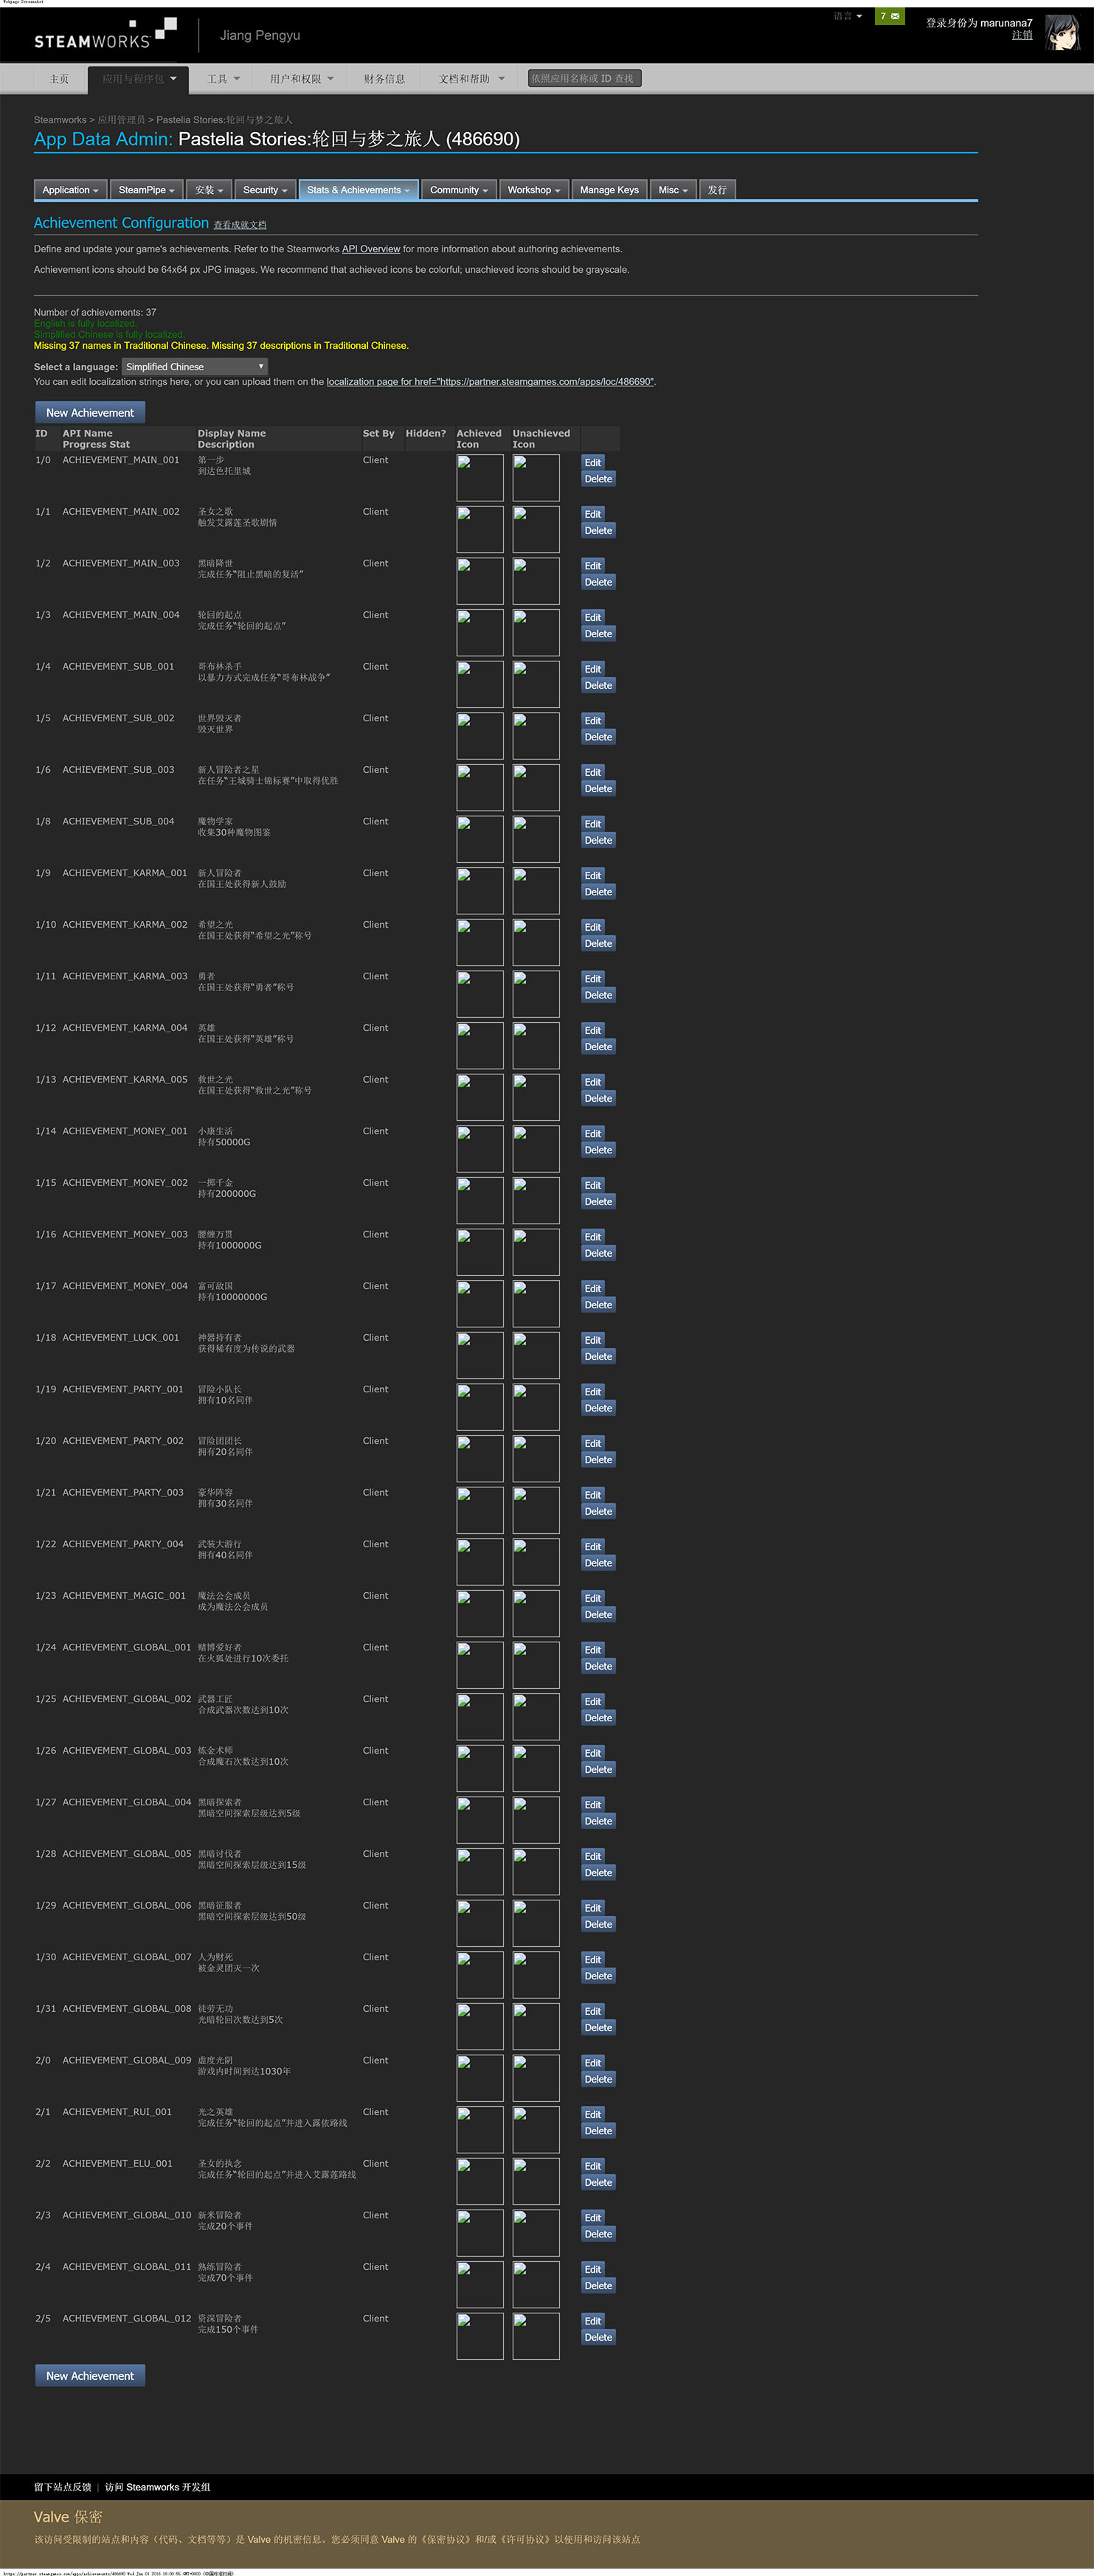 Webpage Screenshot
STEAMWORKS
Jiang Pengyu
语言
7
登录身份为 marunana7
注销
主页 应用与程序包 工具 用户和权限 财务信息 文档和帮助 依照应用名称或 ID 查找
Steamworks > 应用管理员 > Pastelia Stories:轮回与梦之旅人
App Data Admin: Pastelia Stories:轮回与梦之旅人 (486690)
Application SteamPipe 安装 Security Stats & Achievements Community Workshop Manage Keys Misc 发行
Achievement Configuration 查看成就文档
Define and update your game's achievements. Refer to the Steamworks API Overview for more information about authoring achievements.
Achievement icons should be 64x64 px JPG images. We recommend that achieved icons be colorful; unachieved icons should be grayscale.
Number of achievements: 37
English is fully localized.
Simplified Chinese is fully localized.
Missing 37 names in Traditional Chinese. Missing 37 descriptions in Traditional Chinese.
Select a language: Simplified Chinese
You can edit localization strings here, or you can upload them on the localization page for href="https://partner.steamgames.com/apps/loc/486690".
New Achievement
ID API Name Display Name Set By Hidden? Achieved Unachieved
Progress Stat Description Icon Icon
1/0 ACHIEVEMENT_MAIN_001 第一步 Client Edit
到达色托里城 Delete
1/1 ACHIEVEMENT_MAIN_002 圣女之歌 Client Edit
触发艾露莲圣歌剧情 Delete
1/2 ACHIEVEMENT_MAIN_003 黑暗降世 Client Edit
完成任务“阻止黑暗的复活” Delete
1/3 ACHIEVEMENT_MAIN_004 轮回的起点 Client Edit
完成任务“轮回的起点” Delete
1/4 ACHIEVEMENT_SUB_001 哥布林杀手 Client Edit
以暴力方式完成任务“哥布林战争” Delete
1/5 ACHIEVEMENT_SUB_002 世界毁灭者 Client Edit
毁灭世界 Delete
1/6 ACHIEVEMENT_SUB_003 新人冒险者之星 Client Edit
在任务“王城骑士锦标赛”中取得优胜 Delete
1/8 ACHIEVEMENT_SUB_004 魔物学家 Client Edit
收集30种魔物图鉴 Delete
1/9 ACHIEVEMENT_KARMA_001 新人冒险者 Client Edit
在国王处获得新人鼓励 Delete
1/10 ACHIEVEMENT_KARMA_002 希望之光 Client Edit
在国王处获得“希望之光”称号 Delete
1/11 ACHIEVEMENT_KARMA_003 勇者 Client Edit
在国王处获得“勇者”称号 Delete
1/12 ACHIEVEMENT_KARMA_004 英雄 Client Edit
在国王处获得“英雄”称号 Delete
1/13 ACHIEVEMENT_KARMA_005 救世之光 Client Edit
在国王处获得“救世之光”称号 Delete
1/14 ACHIEVEMENT_MONEY_001 小康生活 Client Edit
持有50000G Delete
1/15 ACHIEVEMENT_MONEY_002 一掷千金 Client Edit
持有200000G Delete
1/16 ACHIEVEMENT_MONEY_003 腰缠万贯 Client Edit
持有1000000G Delete
1/17 ACHIEVEMENT_MONEY_004 富可敌国 Client Edit
持有10000000G Delete
1/18 ACHIEVEMENT_LUCK_001 神器持有者 Client Edit
获得稀有度为传说的武器 Delete
1/19 ACHIEVEMENT_PARTY_001 冒险小队长 Client Edit
拥有10名同伴 Delete
1/20 ACHIEVEMENT_PARTY_002 冒险团团长 Client Edit
拥有20名同伴 Delete
1/21 ACHIEVEMENT_PARTY_003 豪华阵容 Client Edit
拥有30名同伴 Delete
1/22 ACHIEVEMENT_PARTY_004 武装大游行 Client Edit
拥有40名同伴 Delete
1/23 ACHIEVEMENT_MAGIC_001 魔法公会成员 Client Edit
成为魔法公会成员 Delete
1/24 ACHIEVEMENT_GLOBAL_001 赌博爱好者 Client Edit
在火狐处进行10次委托 Delete
1/25 ACHIEVEMENT_GLOBAL_002 武器工匠 Client Edit
合成武器次数达到10次 Delete
1/26 ACHIEVEMENT_GLOBAL_003 炼金术师 Client Edit
合成魔石次数达到10次 Delete
1/27 ACHIEVEMENT_GLOBAL_004 黑暗探索者 Client Edit
黑暗空间探索层级达到5级 Delete
1/28 ACHIEVEMENT_GLOBAL_005 黑暗讨伐者 Client Edit
黑暗空间探索层级达到15级 Delete
1/29 ACHIEVEMENT_GLOBAL_006 黑暗征服者 Client Edit
黑暗空间探索层级达到50级 Delete
1/30 ACHIEVEMENT_GLOBAL_007 人为财死 Client Edit
被金灵团灭一次 Delete
1/31 ACHIEVEMENT_GLOBAL_008 徒劳无功 Client Edit
光暗轮回次数达到5次 Delete
2/0 ACHIEVEMENT_GLOBAL_009 虚度光阴 Client Edit
游戏内时间到达1030年 Delete
2/1 ACHIEVEMENT_RUI_001 光之英雄 Client Edit
完成任务“轮回的起点”并进入露依路线 Delete
2/2 ACHIEVEMENT_ELU_001 圣女的执念 Client Edit
完成任务“轮回的起点”并进入艾露莲路线 Delete
2/3 ACHIEVEMENT_GLOBAL_010 新米冒险者 Client Edit
完成20个事件 Delete
2/4 ACHIEVEMENT_GLOBAL_011 熟练冒险者 Client Edit
完成70个事件 Delete
2/5 ACHIEVEMENT_GLOBAL_012 资深冒险者 Client Edit
完成150个事件 Delete
New Achievement
留下站点反馈 | 访问 Steamworks 开发组
Valve 保密
该访问受限制的站点和内容（代码、文档等等）是 Valve 的机密信息。您必须同意 Valve 的《保密协议》和/或《许可协议》以使用和访问该站点
https://partner.steamgames.com/apps/achievements/486690 Wed Jun 01 2016